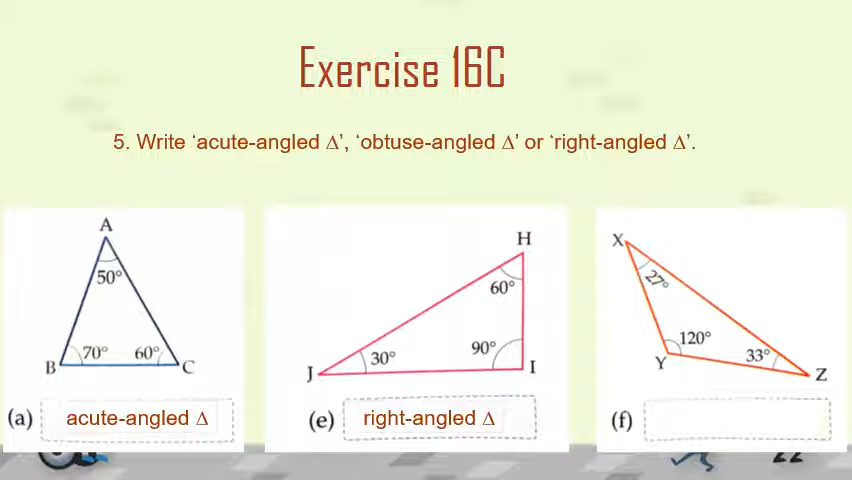 Exercise 16C
5. Write ‘acute-angled Δ’, ‘obtuse-angled Δ’ or ‘right-angled Δ’.
A
50°
70°
60°
B
C
(a)
acute-angled Δ
H
60°
30°
90°
J
I
(e)
right-angled Δ
X
27°
120°
33°
Y
Z
(f)